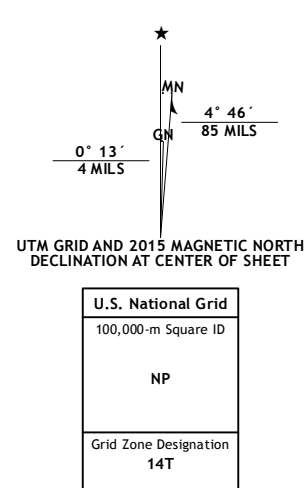 ★
MN
4° 46´
85 MILS
GN
0° 13´
4 MILS
UTM GRID AND 2015 MAGNETIC NORTH
DECLINATION AT CENTER OF SHEET
U.S. National Grid
100,000-m Square ID
NP
Grid Zone Designation
14T